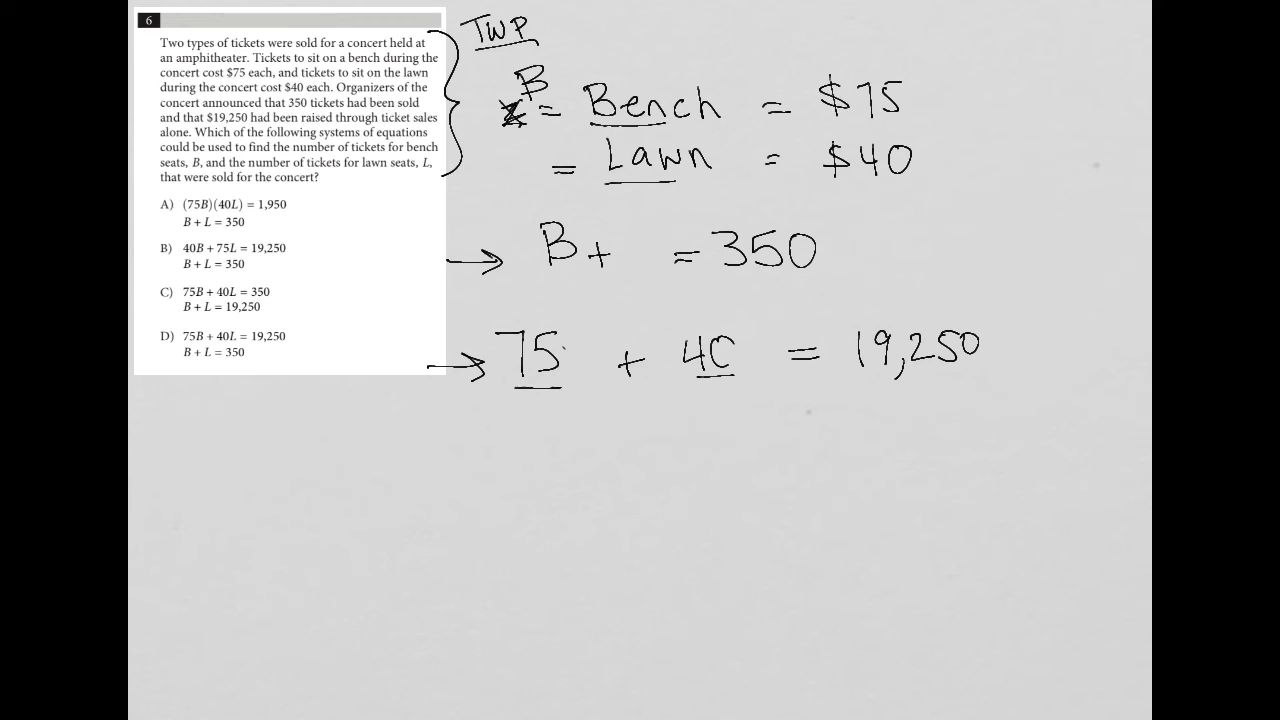 6
Two types of tickets were sold for a concert held at
an amphitheater. Tickets to sit on a bench during the
concert cost $75 each, and tickets to sit on the lawn
during the concert cost $40 each. Organizers of the
concert announced that 350 tickets had been sold
and that $19,250 had been raised through ticket sales
alone. Which of the following systems of equations
could be used to find the number of tickets for bench
seats, B, and the number of tickets for lawn seats, L,
that were sold for the concert?
A) (75B)(40L) = 1,950
B + L = 350
B) 40B + 75L = 19,250
B + L = 350
C) 75B + 40L = 350
B + L = 19,250
D) 75B + 40L = 19,250
B + L = 350
TWP
B = Bench = $75
= Lawn = $40
→ B + = 350
→ 75 + 40 = 19,250